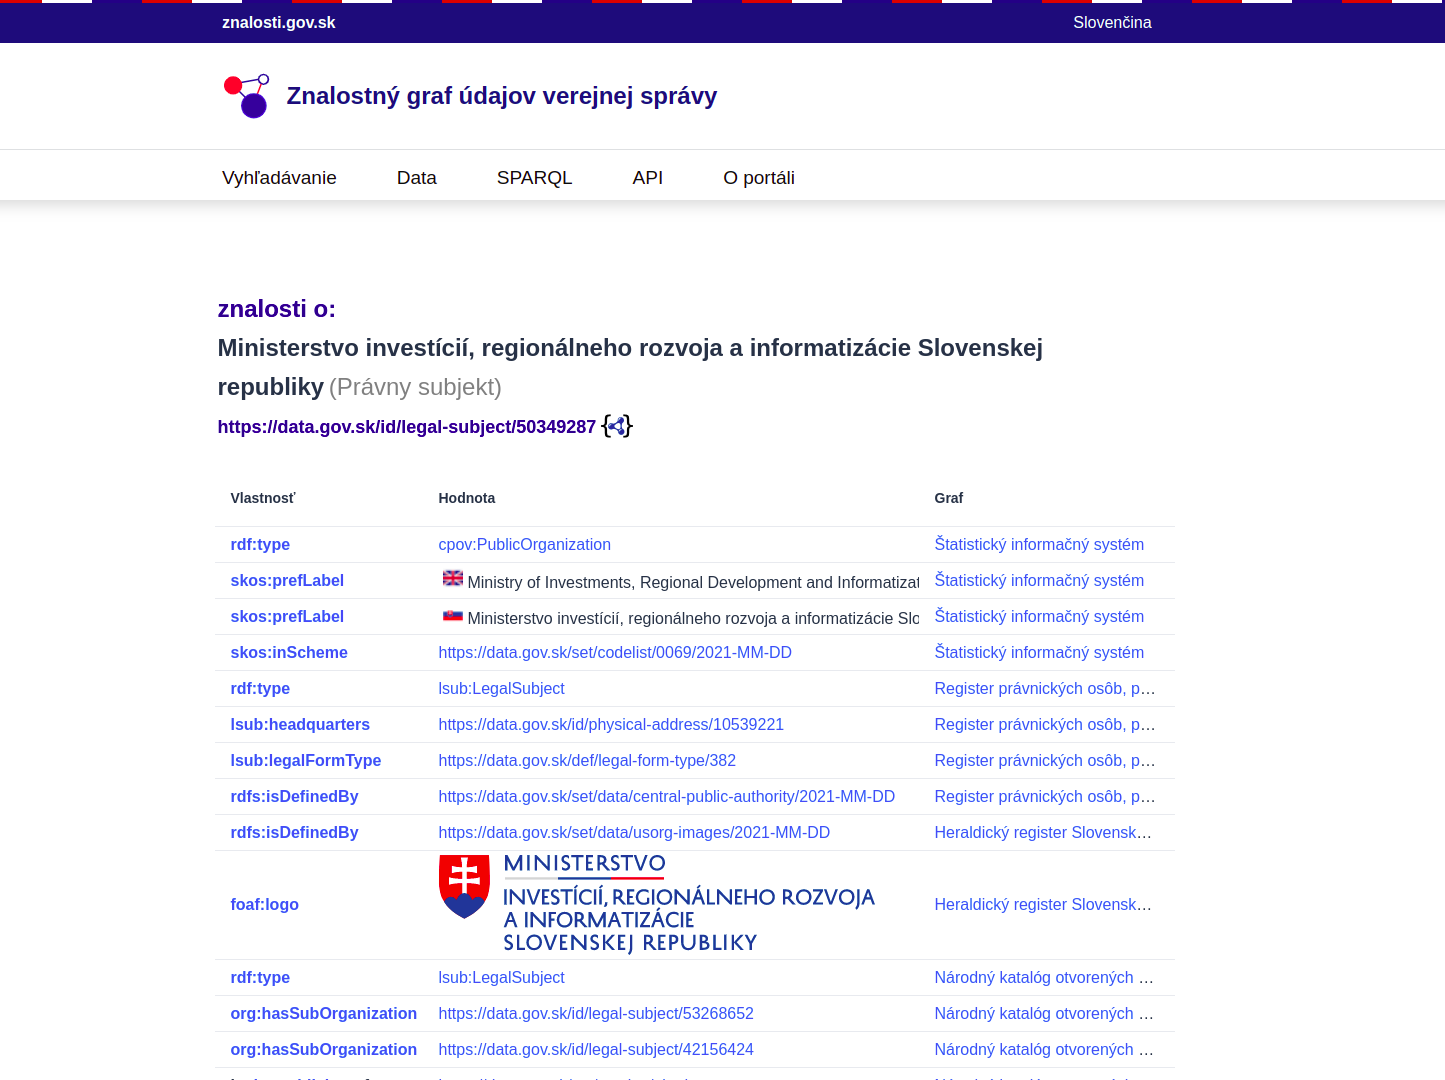 znalosti.gov.sk
Slovenčina
Znalostný graf údajov verejnej správy
Vyhľadávanie Data SPARQL API O portáli
znalosti o:
Ministerstvo investícií, regionálneho rozvoja a informatizácie Slovenskej
republiky (Právny subjekt)
https://data.gov.sk/id/legal-subject/50349287
Vlastnosť Hodnota Graf
rdf:type cpov:PublicOrganization Štatistický informačný systém
skos:prefLabel Ministry of Investments, Regional Development and Informatizat Štatistický informačný systém
skos:prefLabel Ministerstvo investícií, regionálneho rozvoja a informatizácie Slo Štatistický informačný systém
skos:inScheme https://data.gov.sk/set/codelist/0069/2021-MM-DD Štatistický informačný systém
rdf:type lsub:LegalSubject Register právnických osôb, p…
lsub:headquarters https://data.gov.sk/id/physical-address/10539221 Register právnických osôb, p…
lsub:legalFormType https://data.gov.sk/def/legal-form-type/382 Register právnických osôb, p…
rdfs:isDefinedBy https://data.gov.sk/set/data/central-public-authority/2021-MM-DD Register právnických osôb, p…
rdfs:isDefinedBy https://data.gov.sk/set/data/usorg-images/2021-MM-DD Heraldický register Slovensk…
MINISTERSTVO
INVESTÍCIÍ, REGIONÁLNEHO ROZVOJA
foaf:logo Heraldický register Slovensk…
A INFORMATIZÁCIE
SLOVENSKEJ REPUBLIKY
rdf:type lsub:LegalSubject Národný katalóg otvorených …
org:hasSubOrganization https://data.gov.sk/id/legal-subject/53268652 Národný katalóg otvorených …
org:hasSubOrganization https://data.gov.sk/id/legal-subject/42156424 Národný katalóg otvorených …